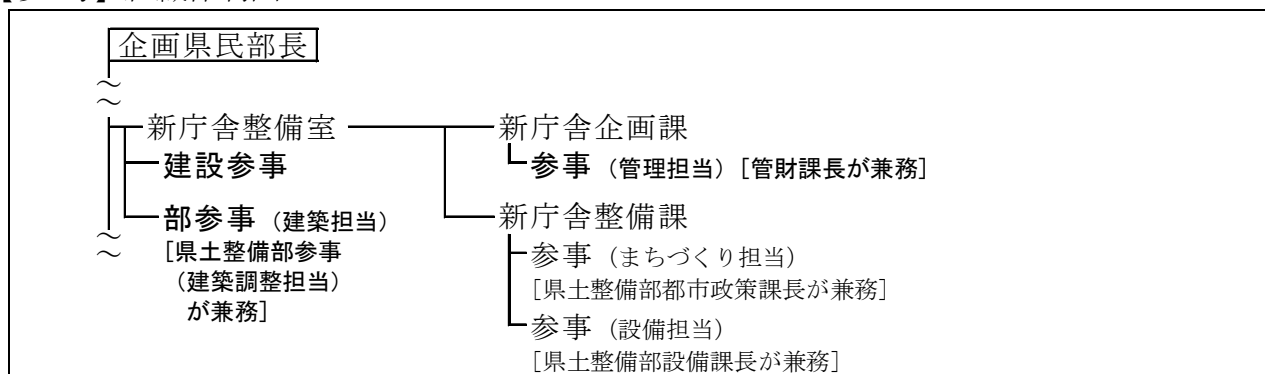 企画県民部長
新庁舎整備室
新庁舎企画課
建設参事
参事（管理担当）［管財課長が兼務］
部参事（建築担当）
新庁舎整備課
［県土整備部参事
（建築調整担当）
が兼務］
参事（まちづくり担当）
［県土整備部都市政策課長が兼務］
参事（設備担当）
［県土整備部設備課長が兼務］